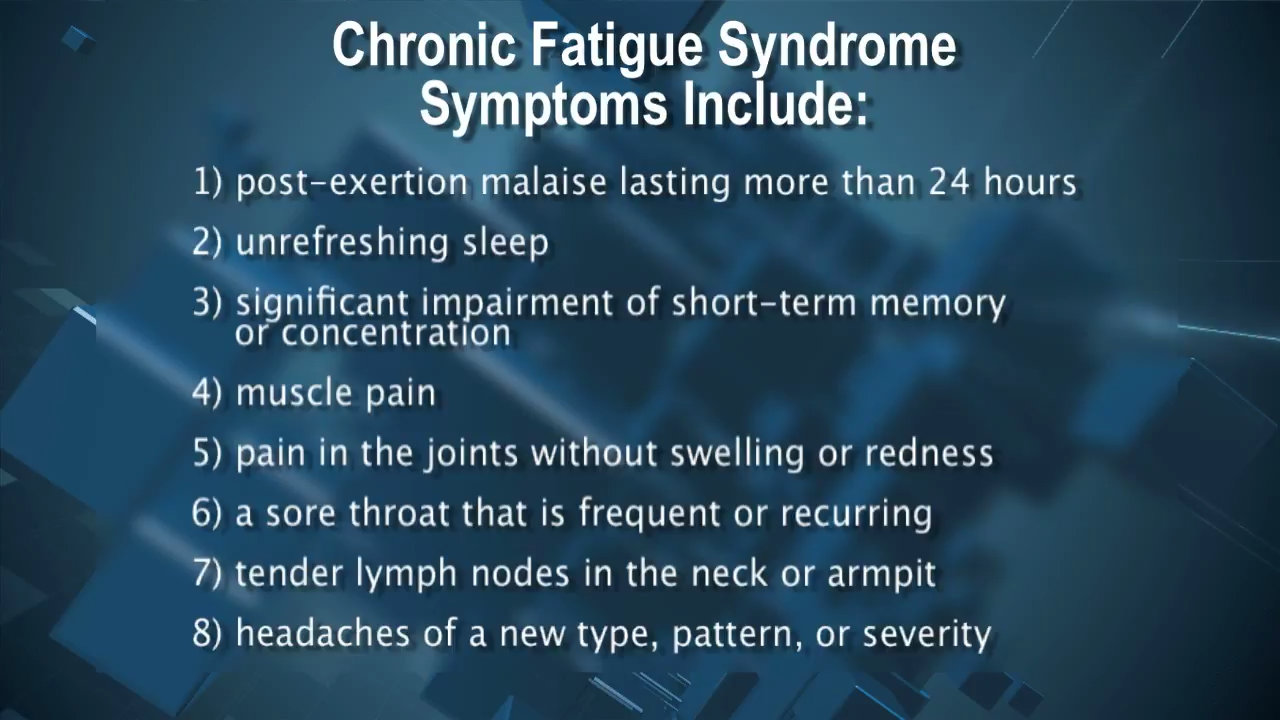 Chronic Fatigue Syndrome
Symptoms Include:
1) post-exertion malaise lasting more than 24 hours
2) unrefreshing sleep
3) significant impairment of short-term memory
or concentration
4) muscle pain
5) pain in the joints without swelling or redness
6) a sore throat that is frequent or recurring
7) tender lymph nodes in the neck or armpit
8) headaches of a new type, pattern, or severity